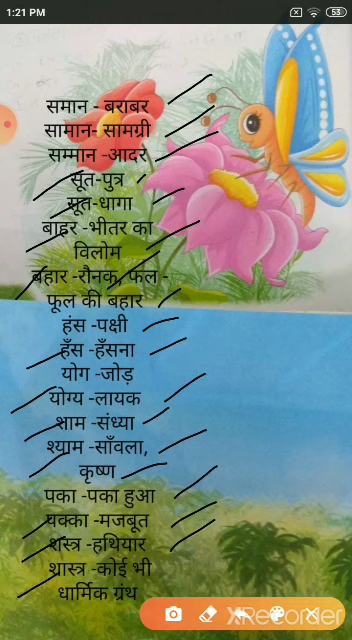 1:21 PM
53
समान - बराबर
सामान- सामग्री
सम्मान -आदर
सुत-पुत्र
सूत-धागा
बाहर -भीतर का
विलोम
बहार -रौनक, फल -
फूल की बहार
हंस -पक्षी
हँस -हँसना
योग -जोड़
योग्य -लायक
शाम -संध्या
श्याम -साँवला,
कृष्ण
पका -पका हुआ
पक्का -मजबूत
शस्त्र -हथियार
शास्त्र -कोई भी
धार्मिक ग्रंथ
XRecorder